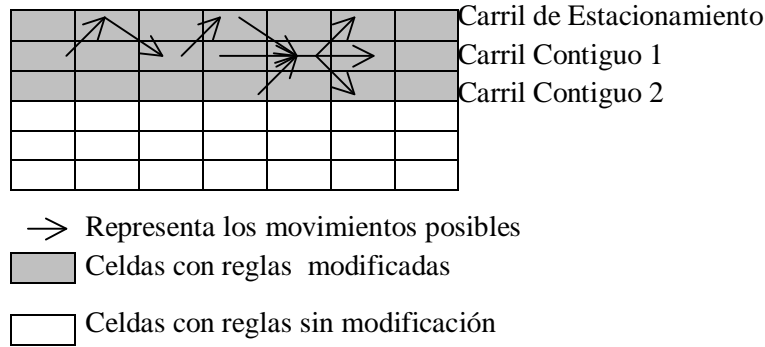 Carril de Estacionamiento
Carril Contiguo 1
Carril Contiguo 2
Representa los movimientos posibles
Celdas con reglas modificadas
Celdas con reglas sin modificación